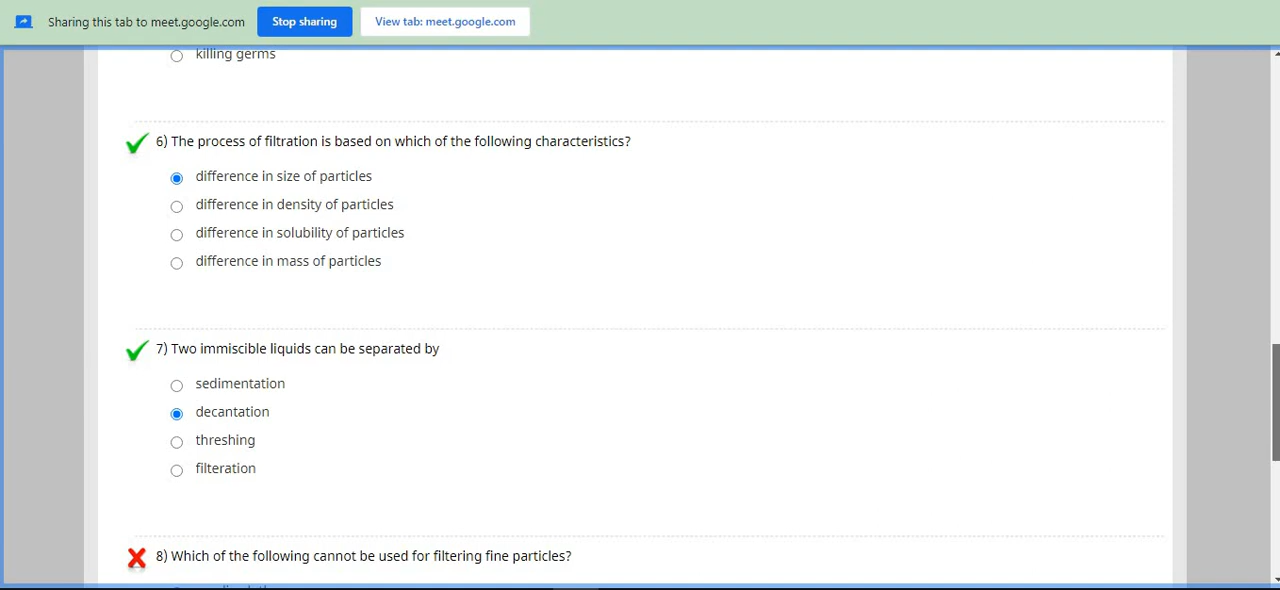 Sharing this tab to meet.google.com
Stop sharing
View tab: meet.google.com
killing germs
6) The process of filtration is based on which of the following characteristics?
difference in size of particles
difference in density of particles
difference in solubility of particles
difference in mass of particles
7) Two immiscible liquids can be separated by
sedimentation
decantation
threshing
filteration
8) Which of the following cannot be used for filtering fine particles?